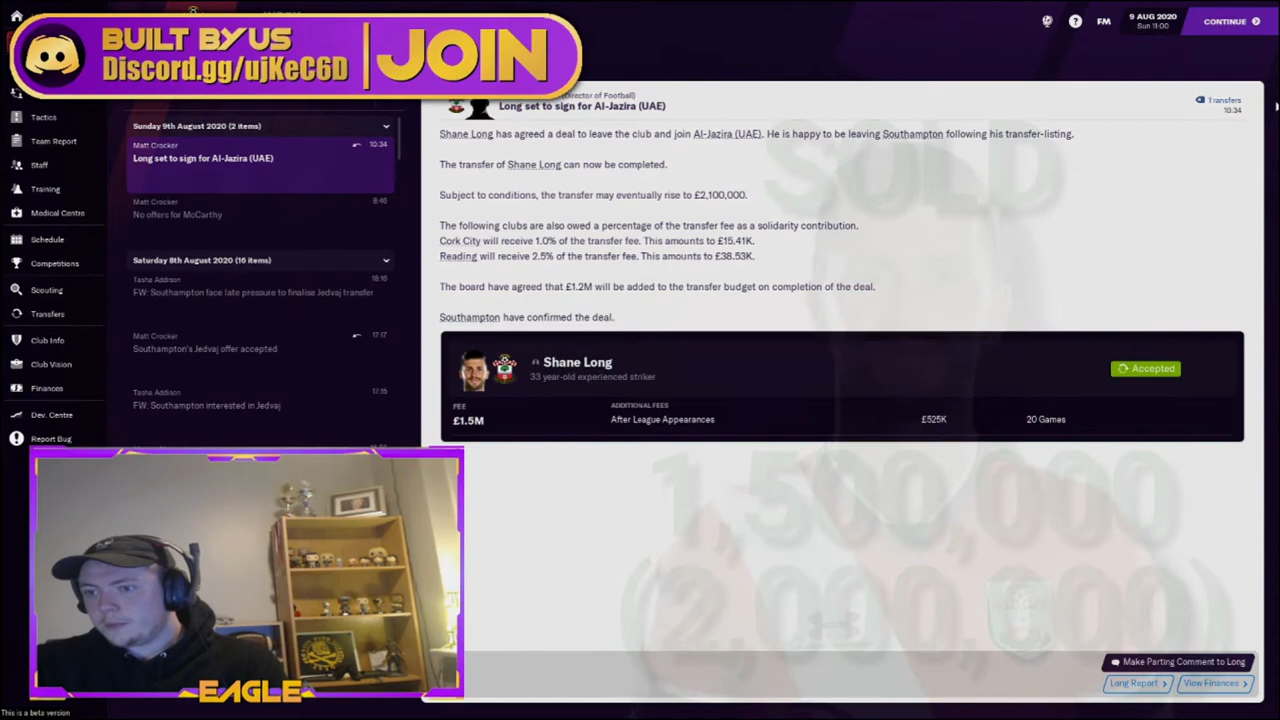 BUILT BY US
Discord.gg/ujKeC6D
JOIN
FM
9 AUG 2020
Sun 11:00
CONTINUE
Tactics
Team Report
Staff
Training
Medical Centre
Schedule
Competitions
Scouting
Transfers
Club Info
Club Vision
Finances
Dev. Centre
Report Bug
Sunday 9th August 2020 (2 items)
Matt Crocker 10:34
Long set to sign for Al-Jazira (UAE)
Matt Crocker 8:46
No offers for McCarthy
Saturday 8th August 2020 (16 items)
Tasha Addison 18:16
FW: Southampton face late pressure to finalise Jedvaj transfer
Matt Crocker 17:17
Southampton's Jedvaj offer accepted
Tasha Addison 17:15
FW: Southampton interested in Jedvaj
(Director of Football)
Long set to sign for Al-Jazira (UAE)
Transfers
10:34
Shane Long has agreed a deal to leave the club and join Al-Jazira (UAE). He is happy to be leaving Southampton following his transfer-listing.
The transfer of Shane Long can now be completed.
Subject to conditions, the transfer may eventually rise to £2,100,000.
The following clubs are also owed a percentage of the transfer fee as a solidarity contribution.
Cork City will receive 1.0% of the transfer fee. This amounts to £15.41K.
Reading will receive 2.5% of the transfer fee. This amounts to £38.53K.
The board have agreed that £1.2M will be added to the transfer budget on completion of the deal.
Southampton have confirmed the deal.
Shane Long
33 year-old experienced striker
Accepted
FEE
£1.5M
ADDITIONAL FEES
After League Appearances £525K 20 Games
SOLD
1,500,000
Make Parting Comment to Long
Long Report
View Finances
EAGLE
This is a beta version